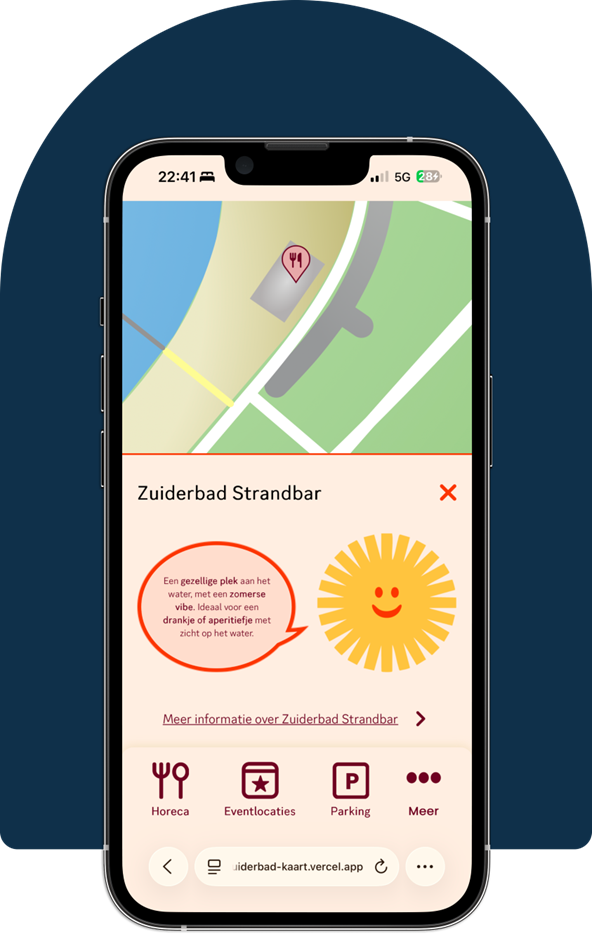 22:41
5G
28
Zuiderbad Strandbar
Een gezellige plek aan het
water, met een zomerse
vibe. Ideaal voor een
drankje of aperitiefje met
zicht op het water.
Meer informatie over Zuiderbad Strandbar
P
Horeca
Eventlocaties
Parking
Meer
iderbad-kaart.vercel.app